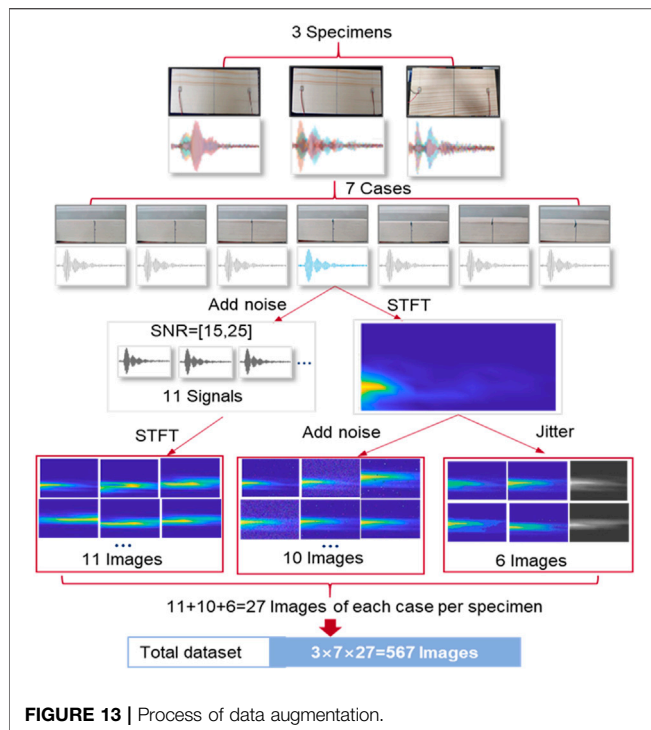 3 Specimens
7 Cases
Add noise
STFT
SNR=[15,25]
...
11 Signals
STFT
Add noise
Jitter
...
11 Images
...
10 Images
6 Images
11+10+6=27 Images of each case per specimen
Total dataset
3×7×27=567 Images
FIGURE 13 | Process of data augmentation.